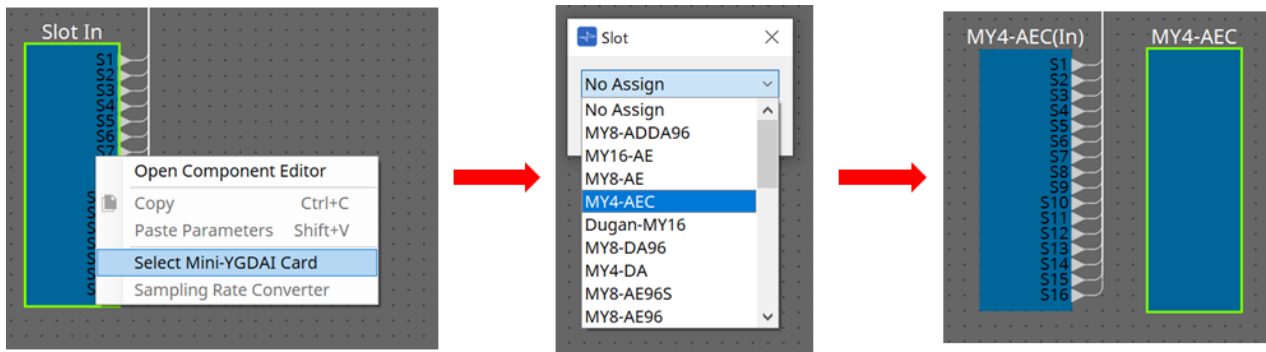 Slot In
S1
S2
S3
S4
S5
S6
S7
Open Component Editor
Copy Ctrl+C
Paste Parameters Shift+V
Select Mini-YGDAI Card
Sampling Rate Converter
S
S
S
S
S
S
S
Slot
No Assign
No Assign
MY8-ADDA96
MY16-AE
MY8-AE
MY4-AEC
Dugan-MY16
MY8-DA96
MY4-DA
MY8-AE96S
MY8-AE96
MY4-AEC(In)
S1
S2
S3
S4
S5
S6
S7
S8
S9
S10
S11
S12
S13
S14
S15
S16
MY4-AEC